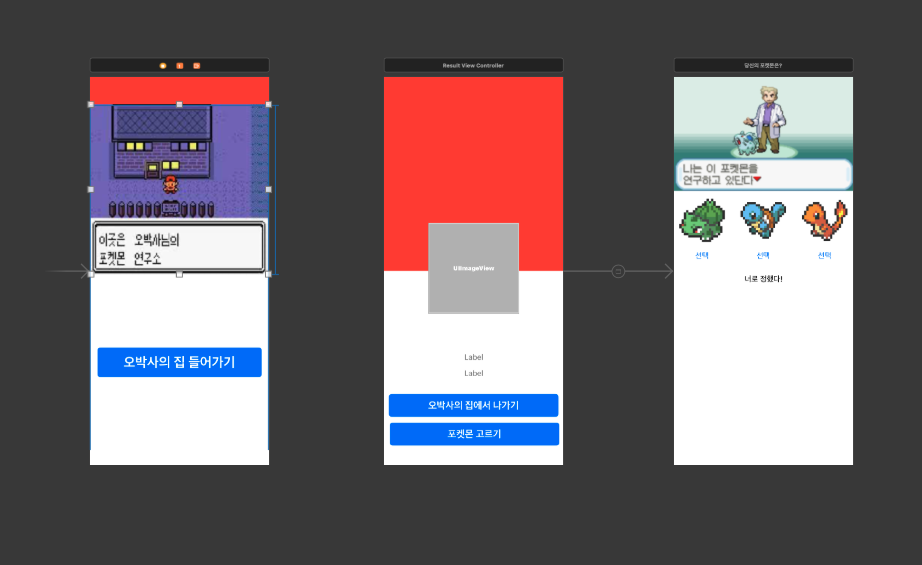 Result View Controller
당신의 포켓몬은?
이곳은 오박사님의
포켓몬 연구소
오박사의 집 들어가기
UIImageView
Label
Label
오박사의 집에서 나가기
포켓몬 고르기
나는 이 포켓몬을
연구하고 있단다
선택
선택
선택
너로 정했다!